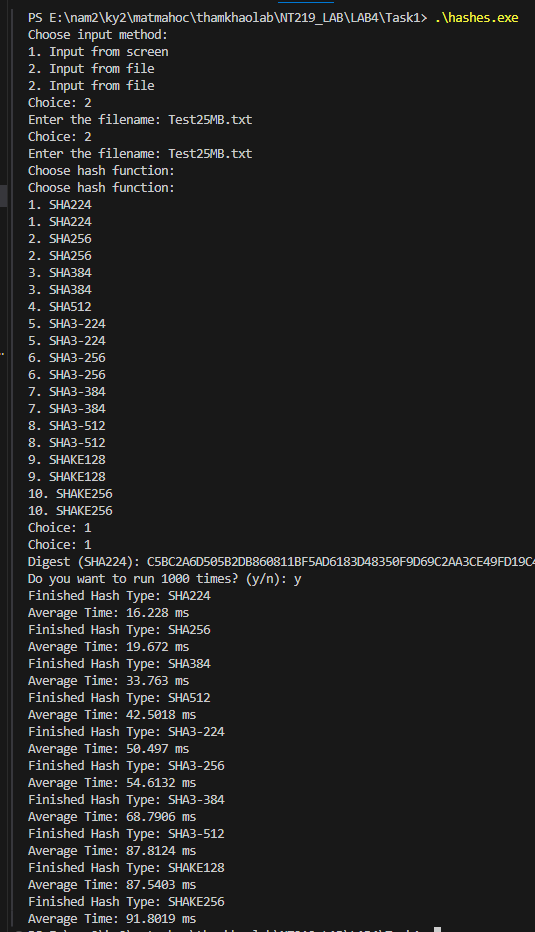 PS E:\nam2\ky2\matmahoc\thamkhaolab\NT219_LAB\LAB4\Task1> .\hashes.exe
Choose input method:
1. Input from screen
2. Input from file
2. Input from file
Choice: 2
Enter the filename: Test25MB.txt
Choice: 2
Enter the filename: Test25MB.txt
Choose hash function:
Choose hash function:
1. SHA224
1. SHA224
2. SHA256
2. SHA256
3. SHA384
3. SHA384
4. SHA512
5. SHA3-224
5. SHA3-224
6. SHA3-256
6. SHA3-256
7. SHA3-384
7. SHA3-384
8. SHA3-512
8. SHA3-512
9. SHAKE128
9. SHAKE128
10. SHAKE256
10. SHAKE256
Choice: 1
Choice: 1
Digest (SHA224): C5BC2A6D505B2DB860811BF5AD6183D48350F9D69C2AA3CE49FD19C4
Do you want to run 1000 times? (y/n): y
Finished Hash Type: SHA224
Average Time: 16.228 ms
Finished Hash Type: SHA256
Average Time: 19.672 ms
Finished Hash Type: SHA384
Average Time: 33.763 ms
Finished Hash Type: SHA512
Average Time: 42.5018 ms
Finished Hash Type: SHA3-224
Average Time: 50.497 ms
Finished Hash Type: SHA3-256
Average Time: 54.6132 ms
Finished Hash Type: SHA3-384
Average Time: 68.7906 ms
Finished Hash Type: SHA3-512
Average Time: 87.8124 ms
Finished Hash Type: SHAKE128
Average Time: 87.5403 ms
Finished Hash Type: SHAKE256
Average Time: 91.8019 ms